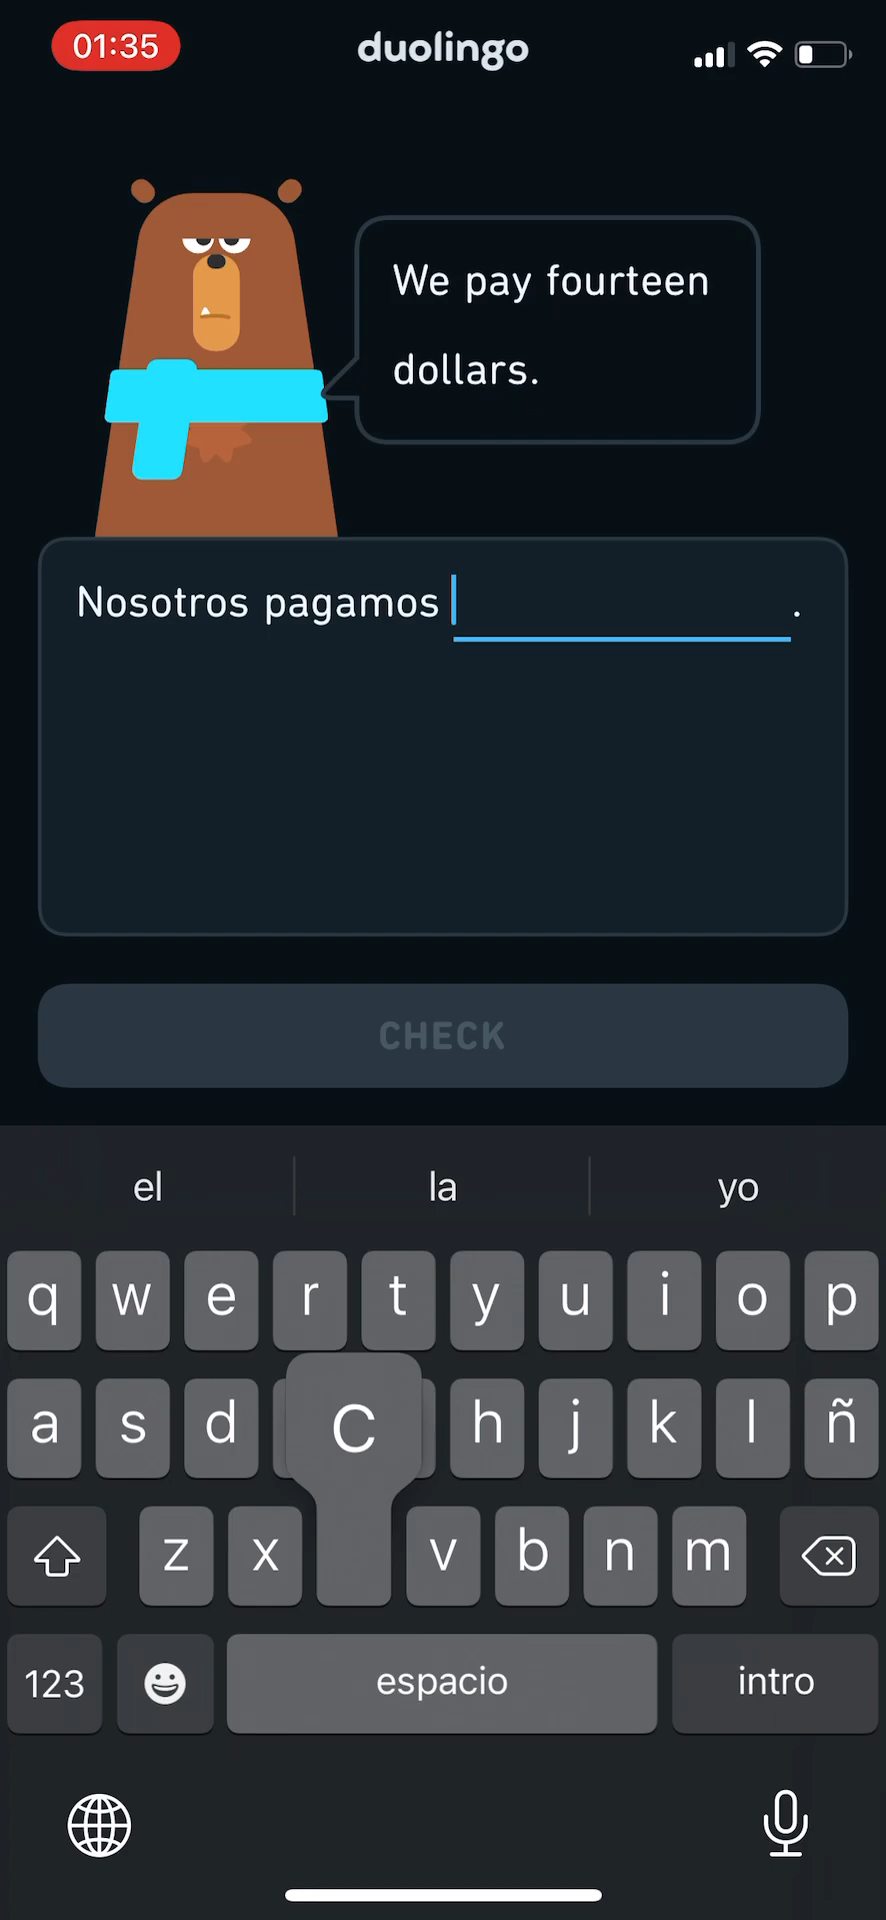 01:35
duolingo
We pay fourteen
dollars.
Nosotros pagamos .
CHECK
el la yo
q w e r t y u i o p
a s d c h j k l ñ
z x v b n m
123 espacio intro